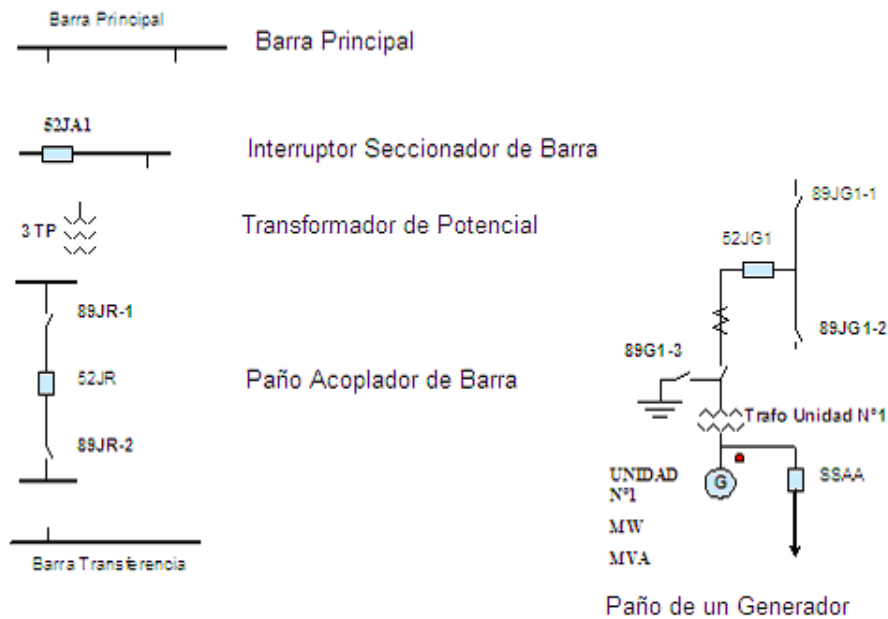 Barra Principal
Barra Principal
52JA1
Interruptor Seccionador de Barra
3 TP
Transformador de Potencial
89JR-1
52JR
Paño Acoplador de Barra
89JR-2
Barra Transferencia
89JG1-1
52JG1
89JG1-2
89G1-3
Trafo Unidad Nº1
UNIDAD
Nº1
G
SSAA
MW
MVA
Paño de un Generador